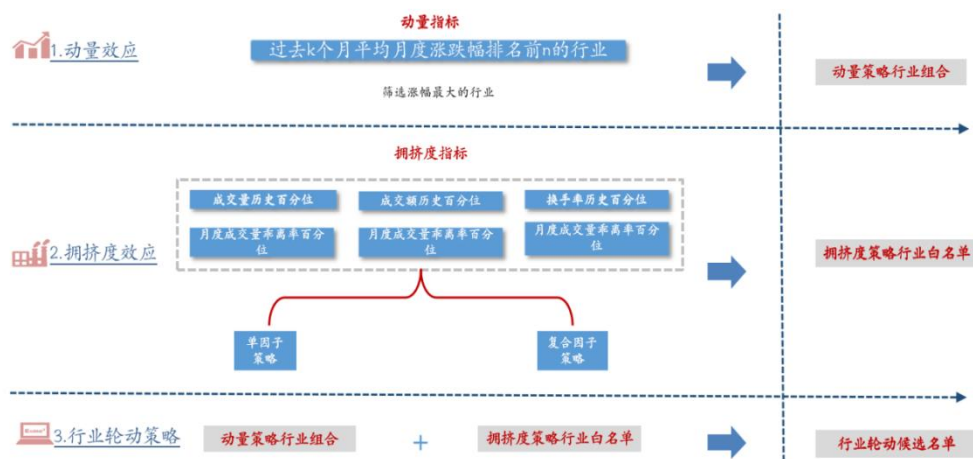 动量指标
1.动量效应
过去k个月平均月度涨跌幅排名前n的行业
筛选涨幅最大的行业
动量策略行业组合
拥挤度指标
成交量历史百分位
成交额历史百分位
换手率历史百分位
月度成交量乖离率百分
位
月度成交量乖离率百分
位
月度成交量乖离率百分
位
2.拥挤度效应
拥挤度策略行业白名单
单因子
策略
复合因子
策略
3.行业轮动策略
动量策略行业组合
+
拥挤度策略行业白名单
行业轮动候选名单